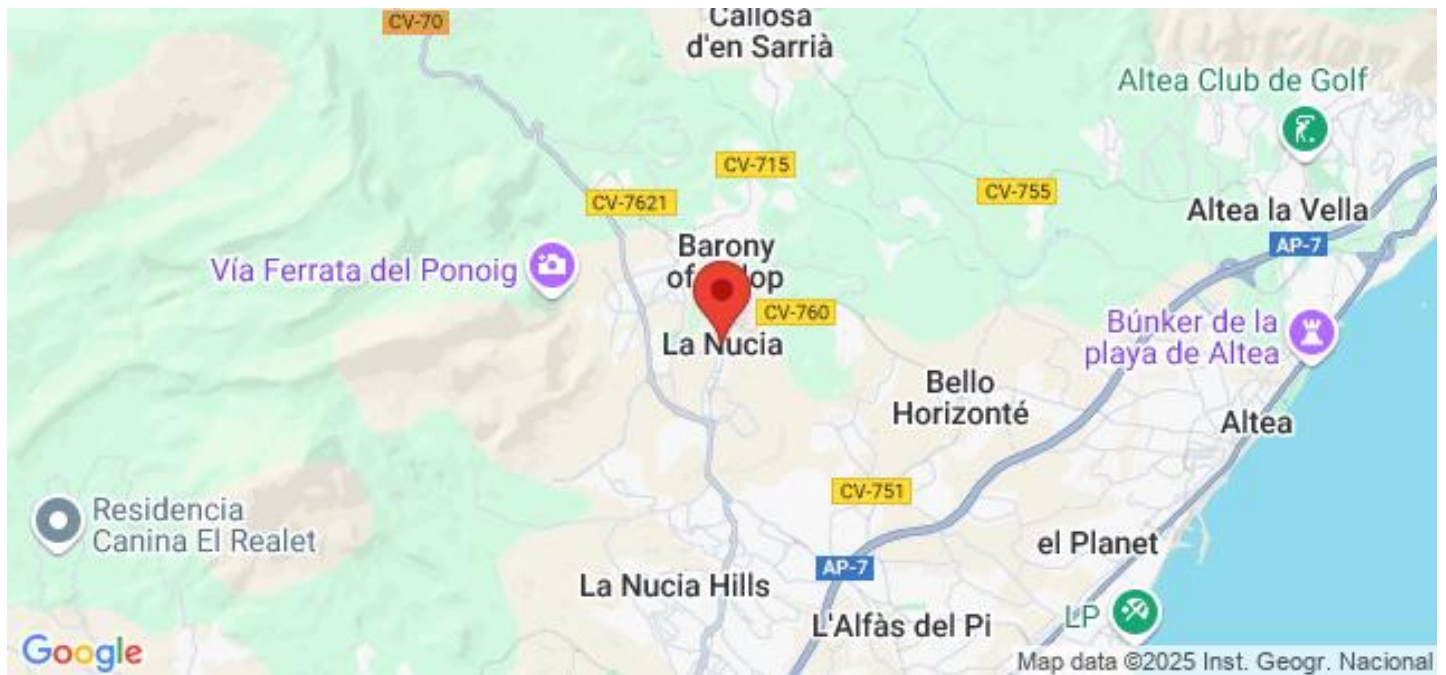 CV-70
Callosa
d'en Sarrià
Altea Club de Golf
CV-715
CV-7621
CV-755
Altea la Vella
AP-7
Barony
Vía Ferrata del Ponoig
CV-760
La Nucia
Búnker de la
playa de Altea
Bello
Horizonté
Altea
CV-751
Residencia
Canina El Realet
el Planet
AP-7
La Nucia Hills
L'Alfàs del Pi
LP
Google
Map data ©2025 Inst. Geogr. Nacional